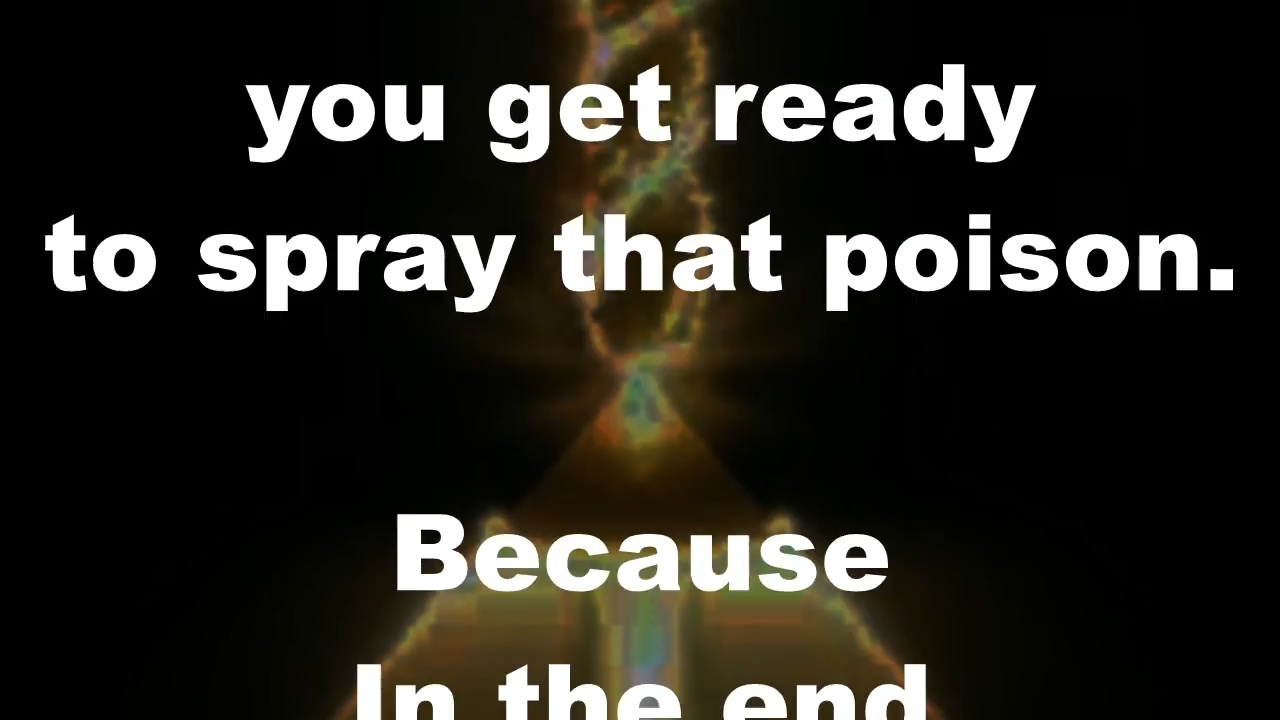 you get ready
to spray that poison.
Because
In the end